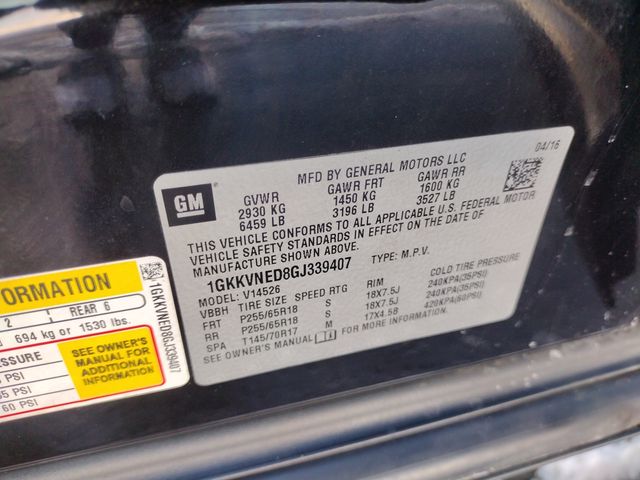 04/16
MFD BY GENERAL MOTORS LLC
GM
GVWR GAWR FRT GAWR RR
2930 KG 1450 KG 1600 KG
6459 LB 3196 LB 3527 LB
THIS VEHICLE CONFORMS TO ALL APPLICABLE U.S. FEDERAL MOTOR
VEHICLE SAFETY STANDARDS IN EFFECT ON THE DATE OF
MANUFACTURE SHOWN ABOVE.
1GKKVNED8GJ339407 TYPE: M.P.V.
MODEL: V14526
VBBH TIRE SIZE SPEED RTG RIM COLD TIRE PRESSURE
FRT P255/65R18 S 18X7.5J 240KPA(35PSI)
RR P255/65R18 S 18X7.5J 240KPA(35PSI)
SPA T145/70R17 M 17X4.5B 420KPA(60PSI)
SEE OWNER'S MANUAL FOR MORE INFORMATION.
FORMATION
2 REAR 6
694 kg or 1530 lbs.
SEE OWNER'S
MANUAL FOR
ADDITIONAL
INFORMATION
PSI
PSI
60 PSI
1GKKVNED8GJ339407